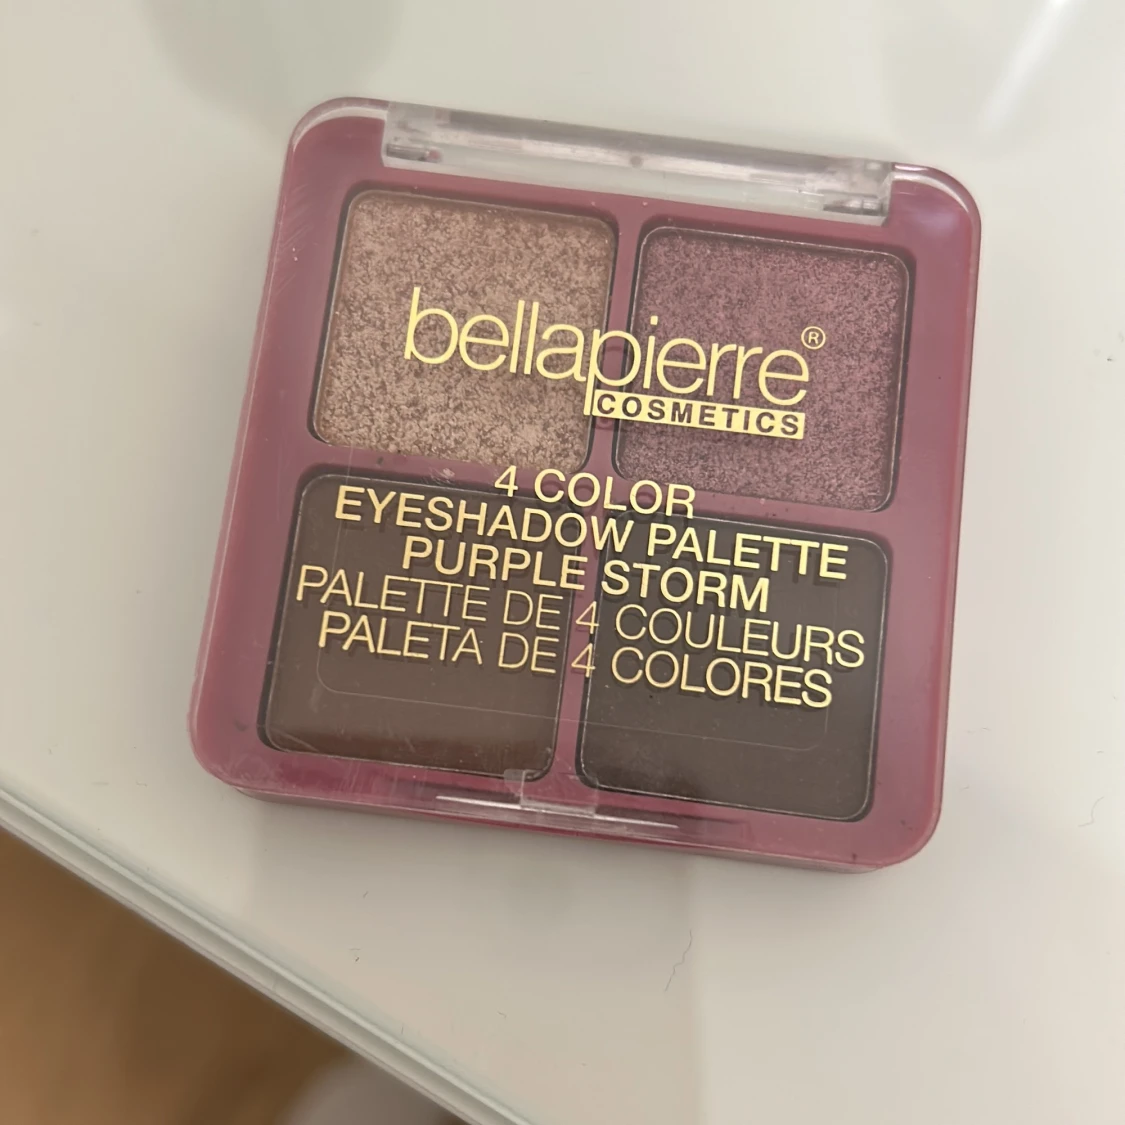 bellapierre®
COSMETICS
4 COLOR
EYESHADOW PALETTE
PURPLE STORM
PALETTE DE 4 COULEURS
PALETA DE 4 COLORES